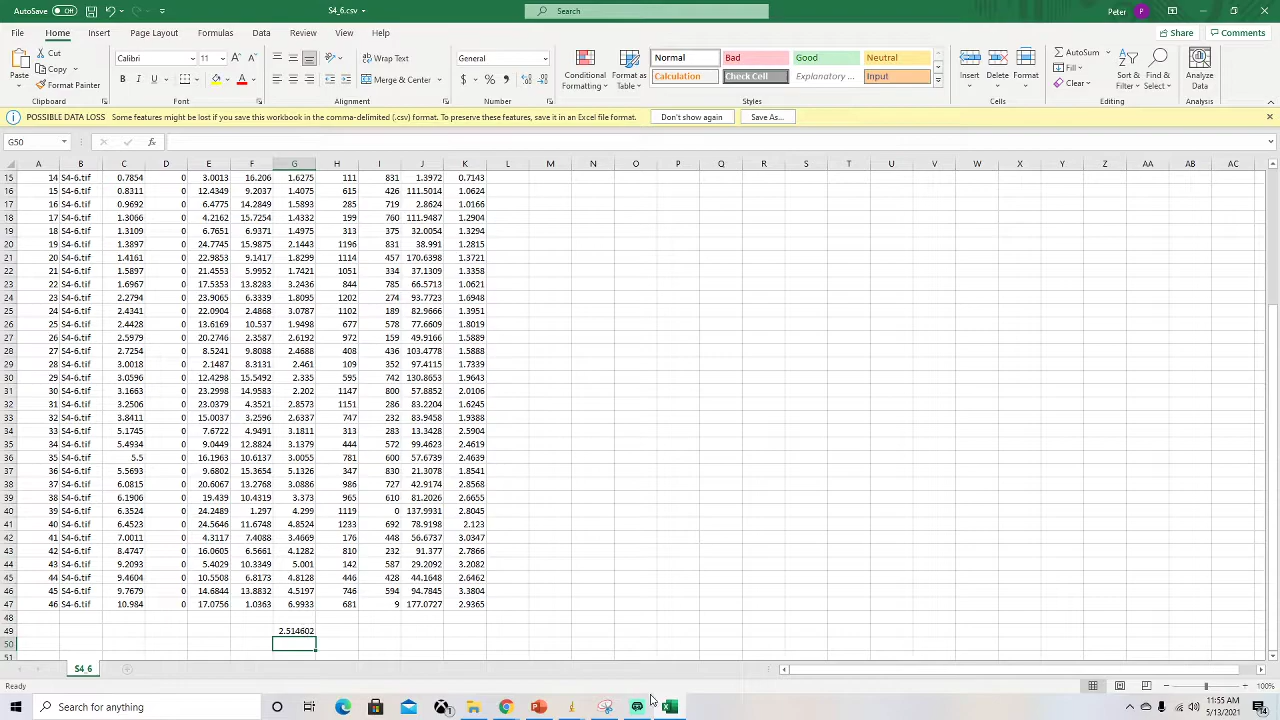 AutoSave Off S4_6.csv Search Peter P
File Home Insert Page Layout Formulas Data Review View Help Share Comments
Cut Calibri 11 Wrap Text General Normal Bad Good Neutral AutoSum
Paste Copy Format Painter B I U Merge & Center $ % Conditional Formatting Format as Table Calculation Check Cell Explanatory ... Input Insert Delete Format Fill Clear Sort & Filter Find & Select Analyze Data
Clipboard Font Alignment Number Styles Cells Editing Analysis
POSSIBLE DATA LOSS Some features might be lost if you save this workbook in the comma-delimited (.csv) format. To preserve these features, save it in an Excel file format. Don't show again Save As...
G50 fx
A B C D E F G H I J K L M N O P Q R S T U V W X Y Z AA AB AC
15 14 S4-6.tif 0.7854 0 3.0013 16.206 1.6275 111 831 1.3972 0.7143
16 15 S4-6.tif 0.8311 0 12.4349 9.2037 1.4075 615 426 111.5014 1.0624
17 16 S4-6.tif 0.9692 0 6.4775 14.2849 1.5893 285 719 2.8624 1.0166
18 17 S4-6.tif 1.3066 0 4.2162 15.7254 1.4332 199 760 111.9487 1.2904
19 18 S4-6.tif 1.3109 0 6.7651 6.9371 1.4975 313 375 32.0054 1.3294
20 19 S4-6.tif 1.3897 0 24.7745 15.9875 2.1443 1196 831 38.991 1.2815
21 20 S4-6.tif 1.4161 0 22.9853 9.1417 1.8299 1114 457 170.6398 1.3721
22 21 S4-6.tif 1.5897 0 21.4553 5.9952 1.7421 1051 334 37.1309 1.3358
23 22 S4-6.tif 1.6967 0 17.5353 13.8283 3.2436 844 785 66.5713 1.0621
24 23 S4-6.tif 2.2794 0 23.9065 6.3339 1.8095 1202 274 93.7723 1.6948
25 24 S4-6.tif 2.4341 0 22.0904 2.4868 3.0787 1102 189 82.9666 1.3951
26 25 S4-6.tif 2.4428 0 13.6169 10.537 1.9498 677 578 77.6609 1.8019
27 26 S4-6.tif 2.5979 0 20.2746 2.3587 2.6192 972 159 49.9166 1.5889
28 27 S4-6.tif 2.7254 0 8.5241 9.8088 2.4688 408 436 103.4778 1.5888
29 28 S4-6.tif 3.0018 0 2.1487 8.3131 2.461 109 352 97.4115 1.7339
30 29 S4-6.tif 3.0596 0 12.4298 15.5492 2.335 595 742 130.8653 1.9643
31 30 S4-6.tif 3.1663 0 23.2998 14.9583 2.202 1147 800 57.8852 2.0106
32 31 S4-6.tif 3.2506 0 23.0379 4.3521 2.8573 1151 286 83.2204 1.6245
33 32 S4-6.tif 3.8411 0 15.0037 3.2596 2.6337 747 232 83.9458 1.9388
34 33 S4-6.tif 5.1745 0 7.6722 4.9491 3.1811 313 283 13.3428 2.5904
35 34 S4-6.tif 5.4934 0 9.0449 12.8824 3.1379 444 572 99.4623 2.4619
36 35 S4-6.tif 5.5 0 16.1963 10.6137 3.0055 781 600 57.6739 2.4639
37 36 S4-6.tif 5.5693 0 9.6802 15.3654 5.1326 347 830 21.3078 1.8541
38 37 S4-6.tif 6.0815 0 20.6067 13.2768 3.0886 986 727 42.9174 2.8568
39 38 S4-6.tif 6.1906 0 19.439 10.4319 3.373 965 610 81.2026 2.6655
40 39 S4-6.tif 6.3524 0 24.2489 1.297 4.299 1119 0 137.9931 2.8045
41 40 S4-6.tif 6.4523 0 24.5646 11.6748 4.8524 1233 692 78.9198 2.123
42 41 S4-6.tif 7.0011 0 4.3117 7.4088 3.4669 176 448 56.6737 3.0347
43 42 S4-6.tif 8.4747 0 16.0605 6.5661 4.1282 810 232 91.377 2.7866
44 43 S4-6.tif 9.2093 0 5.4029 10.3349 5.001 142 587 29.2092 3.2082
45 44 S4-6.tif 9.4604 0 10.5508 6.8173 4.8128 446 428 44.1648 2.6462
46 45 S4-6.tif 9.7679 0 14.6844 13.8832 4.5197 746 594 94.7845 3.3804
47 46 S4-6.tif 10.984 0 17.0756 1.0363 6.9933 681 9 177.0727 2.9365
48
49 2.514602
50
51
S4_6
Ready 100%
Search for anything 11:55 AM
5/13/2021